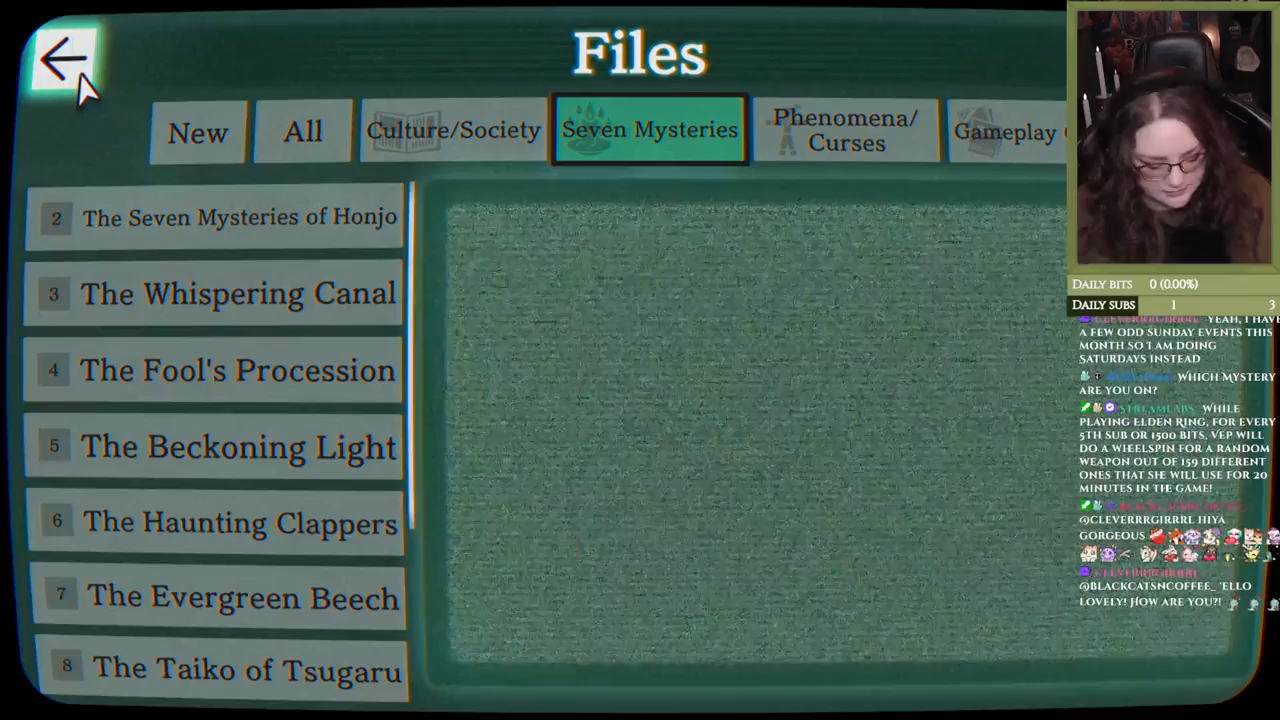 Files
New
All
Culture/Society
Seven Mysteries
Phenomena/
Curses
Gameplay
2 The Seven Mysteries of Honjo
3 The Whispering Canal
4 The Fool's Procession
5 The Beckoning Light
6 The Haunting Clappers
7 The Evergreen Beech
8 The Taiko of Tsugaru
DAILY BITS 0 (0.00%)
DAILY SUBS 1 3
YEAH, I HAVE
A FEW ODD SUNDAY EVENTS THIS
MONTH SO I AM DOING
SATURDAYS INSTEAD
WHICH MYSTERY
ARE YOU ON?
STREAMLABS WHILE
PLAYING ELDEN RING, FOR EVERY
5TH SUB OR 1500 BITS, VEP WILL
DO A WHEELSPIN FOR A RANDOM
WEAPON OUT OF 159 DIFFERENT
ONES THAT SHE WILL USE FOR 20
MINUTES IN THE GAME!
@CLEVERRRGIRRRL HIYA
GORGEOUS
@BLACKCATSNCOFFEE_ 'ELLO
LOVELY! HOW ARE YOU?!